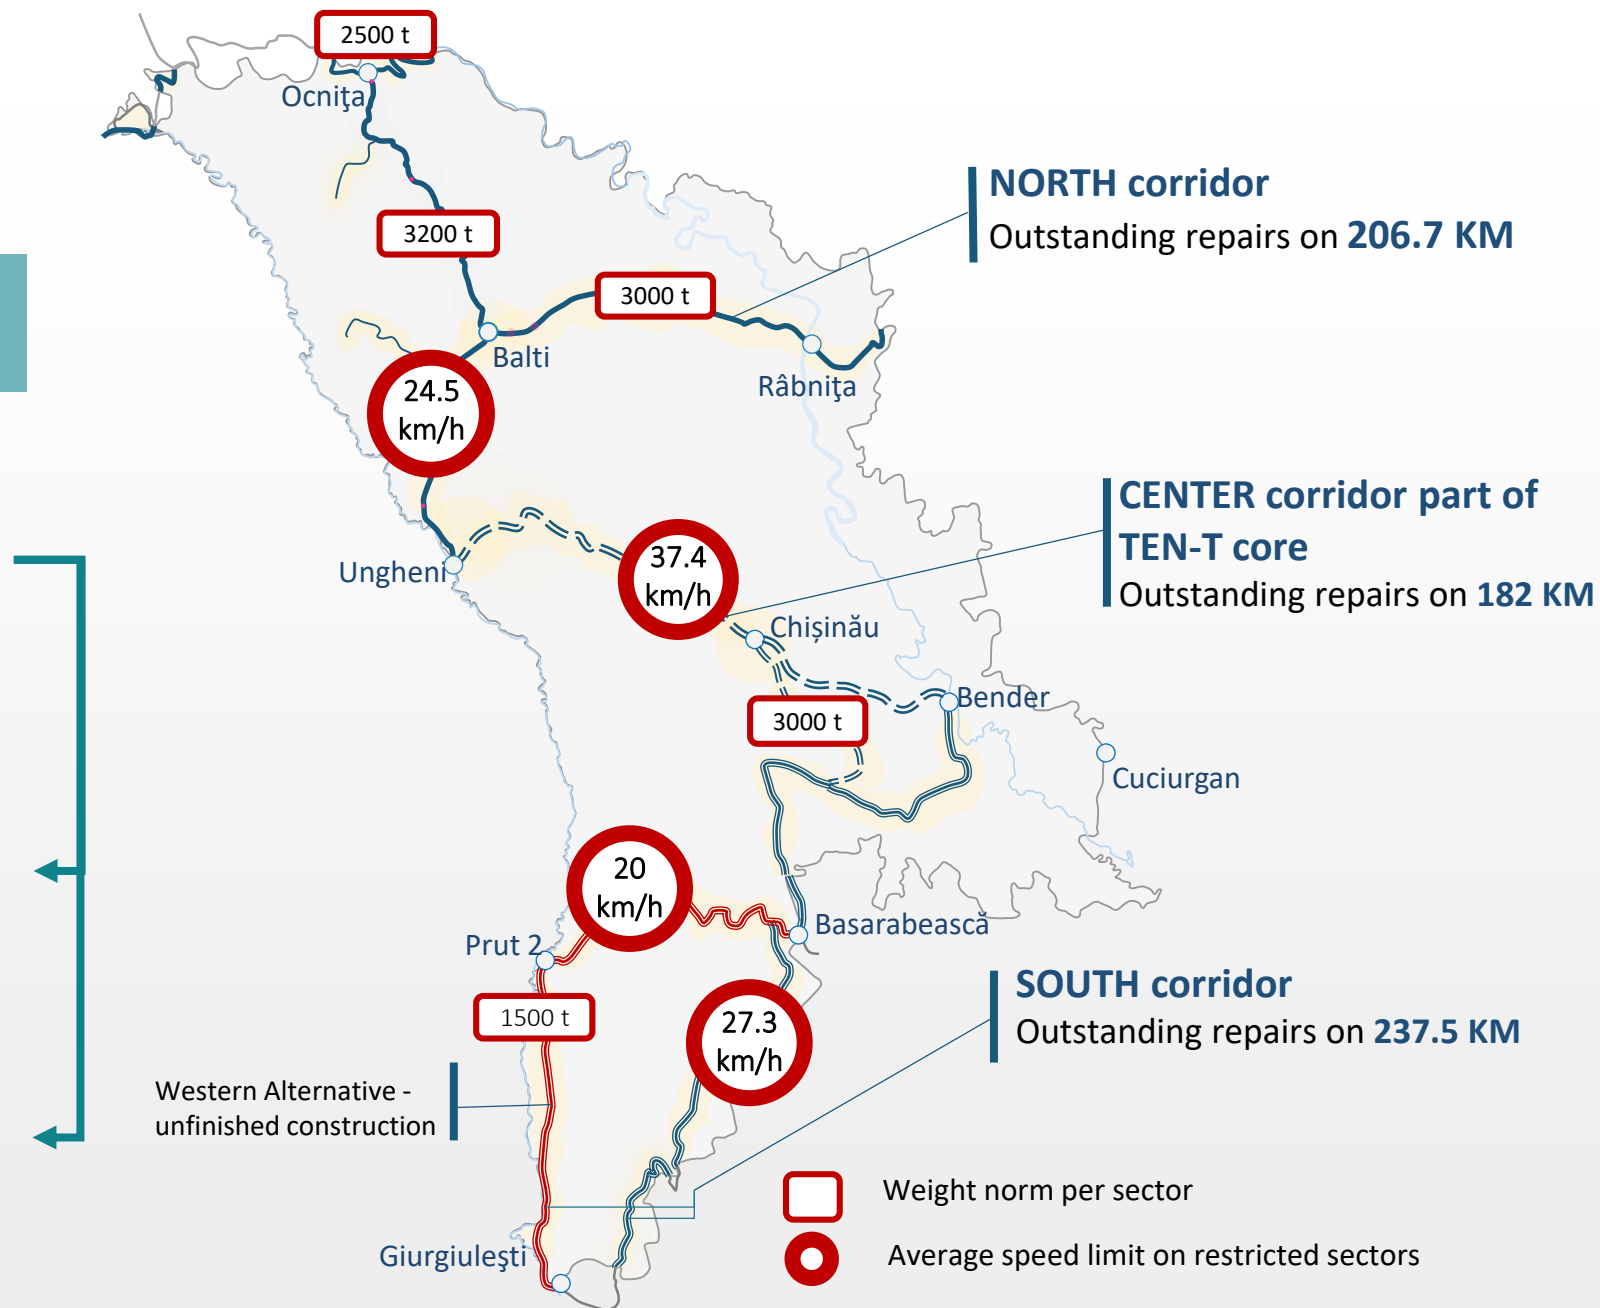 2500 t
Ocniţa
NORTH corridor
Outstanding repairs on 206.7 KM
3200 t
3000 t
Balti
Râbniţa
24.5
km/h
CENTER corridor part of
TEN-T core
Outstanding repairs on 182 KM
Ungheni
37.4
km/h
Chișinău
Bender
3000 t
Cuciurgan
20
km/h
Basarabească
Prut 2
SOUTH corridor
Outstanding repairs on 237.5 KM
1500 t
27.3
km/h
Western Alternative -
unfinished construction
Weight norm per sector
Giurgiuleşti
Average speed limit on restricted sectors